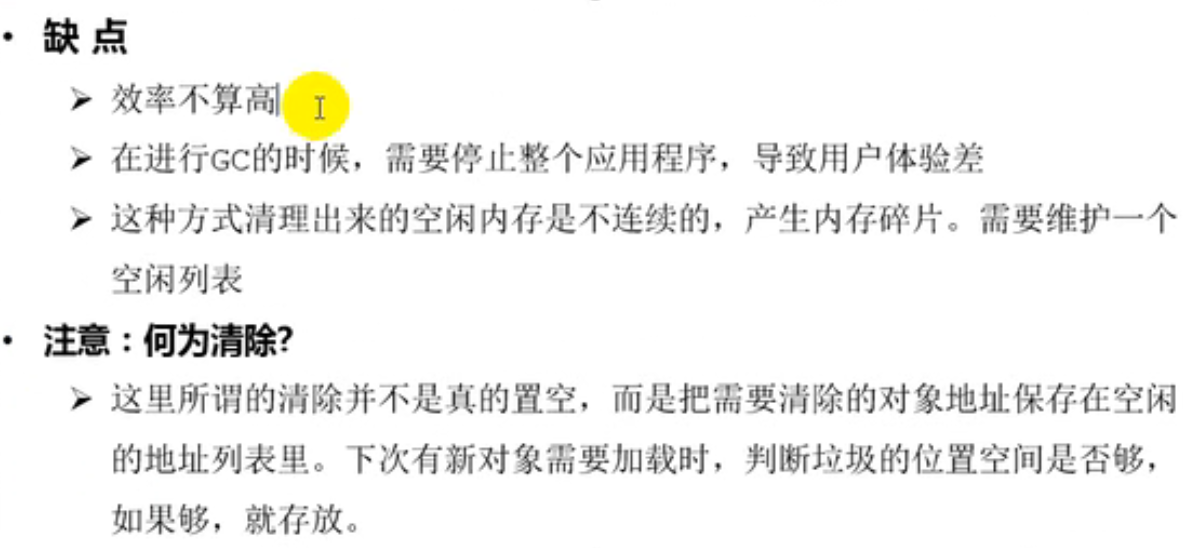 • 缺 点
➢ 效率不算高
➢ 在进行GC的时候，需要停止整个应用程序，导致用户体验差
➢ 这种方式清理出来的空闲内存是不连续的，产生内存碎片。需要维护一个
空闲列表
• 注意：何为清除?
➢ 这里所谓的清除并不是真的置空，而是把需要清除的对象地址保存在空闲
的地址列表里。下次有新对象需要加载时，判断垃圾的位置空间是否够，
如果够，就存放。